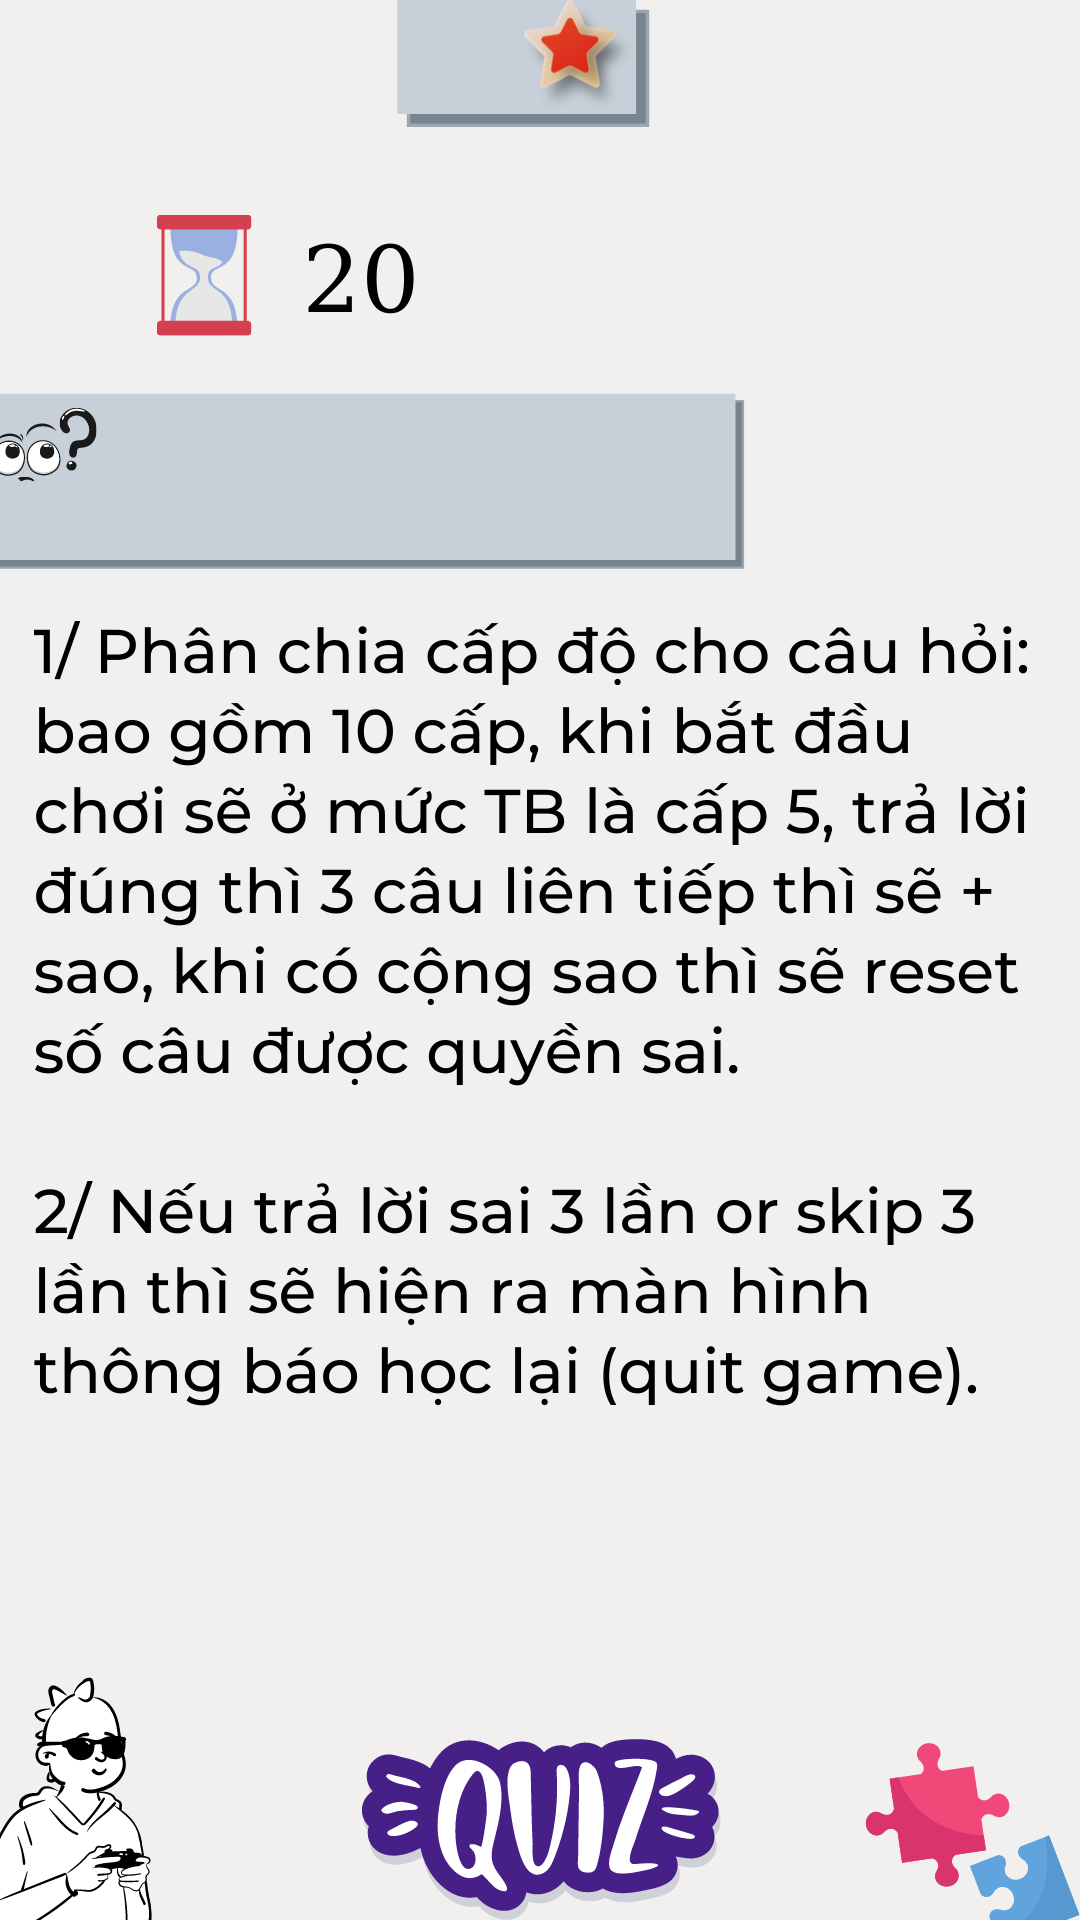 20
?
1/ Phân chia cấp độ cho câu hỏi:
bao gồm 10 cấp, khi bắt đầu
chơi sẽ ở mức TB là cấp 5, trả lời
đúng thì 3 câu liên tiếp thì sẽ +
sao, khi có cộng sao thì sẽ reset
số câu được quyền sai.
2/ Nếu trả lời sai 3 lần or skip 3
lần thì sẽ hiện ra màn hình
thông báo học lại (quit game).
QUIZ